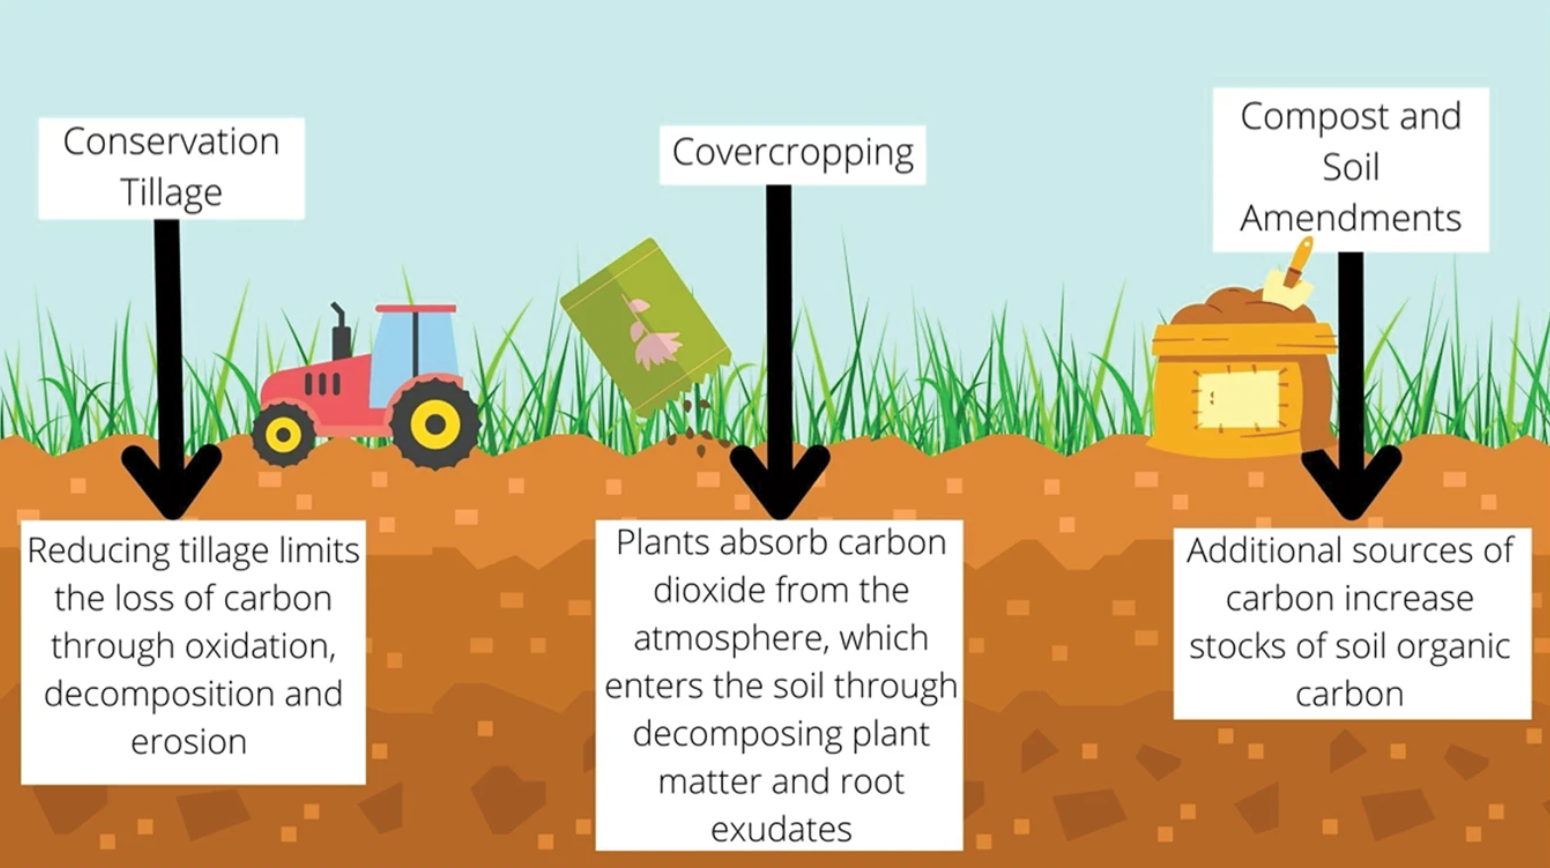 Conservation
Tillage
Covercropping
Compost and
Soil
Amendments
Reducing tillage limits
the loss of carbon
through oxidation,
decomposition and
erosion
Plants absorb carbon
dioxide from the
atmosphere, which
enters the soil through
decomposing plant
matter and root
exudates
Additional sources of
carbon increase
stocks of soil organic
carbon